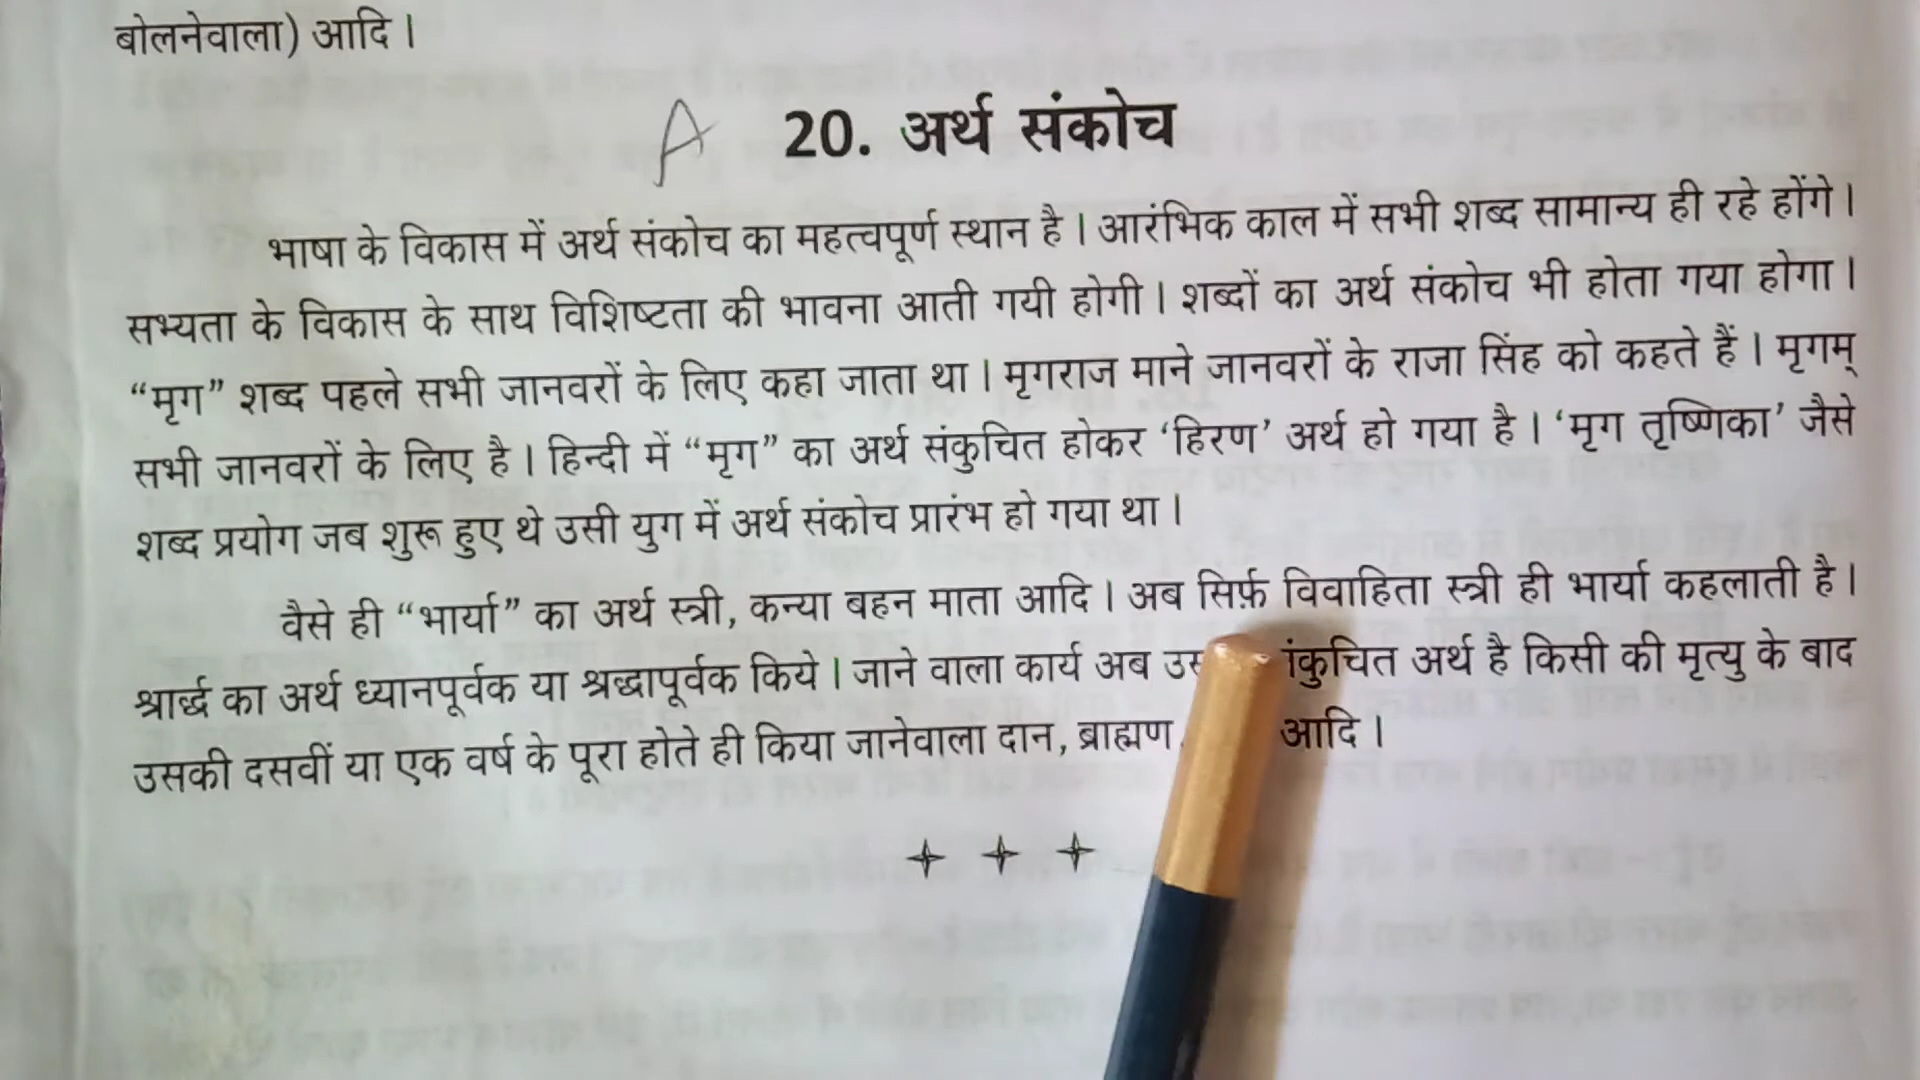 बोलनेवाला) आदि ।
A 20. अर्थ संकोच
भाषा के विकास में अर्थ संकोच का महत्वपूर्ण स्थान है । आरंभिक काल में सभी शब्द सामान्य ही रहे होंगे ।
सभ्यता के विकास के साथ विशिष्टता की भावना आती गयी होगी । शब्दों का अर्थ संकोच भी होता गया होगा ।
“मृग” शब्द पहले सभी जानवरों के लिए कहा जाता था । मृगराज माने जानवरों के राजा सिंह को कहते हैं । मृगम्
सभी जानवरों के लिए है । हिन्दी में “मृग” का अर्थ संकुचित होकर ‘हिरण’ अर्थ हो गया है । ‘मृग तृष्णिका’ जैसे
शब्द प्रयोग जब शुरू हुए थे उसी युग में अर्थ संकोच प्रारंभ हो गया था ।
वैसे ही “भार्या” का अर्थ स्त्री, कन्या बहन माता आदि । अब सिर्फ़ विवाहिता स्त्री ही भार्या कहलाती है ।
श्रार्द्ध का अर्थ ध्यानपूर्वक या श्रद्धापूर्वक किये । जाने वाला कार्य अब अर्थ है किसी की मृत्यु के बाद
उसकी दसवीं या एक वर्ष के पूरा होते ही किया जानेवाला दान, ब्राह्मण आदि ।